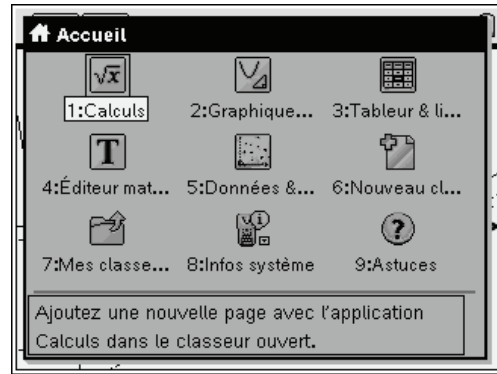 Accueil
√x
1:Calculs
2:Graphique...
3:Tableur & li...
T
4:Éditeur mat...
5:Données &...
6:Nouveau cl...
7:Mes classe...
8:Infos système
?
9:Astuces
Ajoutez une nouvelle page avec l'application
Calculs dans le classeur ouvert.